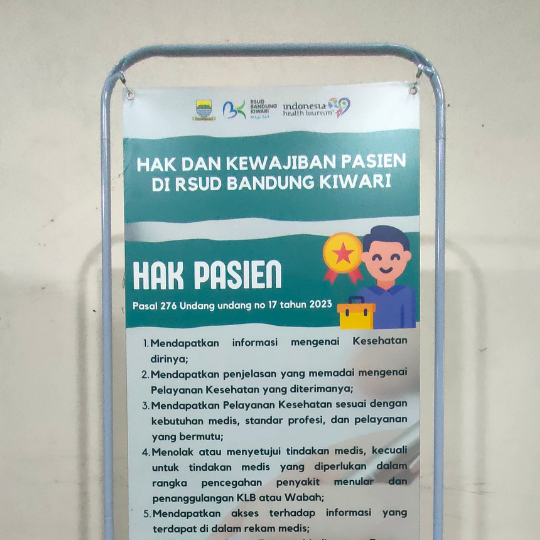 RSUD
BANDUNG
KIWARI
indonesia
health tourism
HAK DAN KEWAJIBAN PASIEN
DI RSUD BANDUNG KIWARI
HAK PASIEN
Pasal 276 Undang undang no 17 tahun 2023
1. Mendapatkan informasi mengenai Kesehatan
dirinya;
2. Mendapatkan penjelasan yang memadai mengenai
Pelayanan Kesehatan yang diterimanya;
3. Mendapatkan Pelayanan Kesehatan sesuai dengan
kebutuhan medis, standar profesi, dan pelayanan
yang bermutu;
4. Menolak atau menyetujui tindakan medis, kecuali
untuk tindakan medis yang diperlukan dalam
rangka pencegahan penyakit menular dan
penanggulangan KLB atau Wabah;
5. Mendapatkan akses terhadap informasi yang
terdapat di dalam rekam medis;